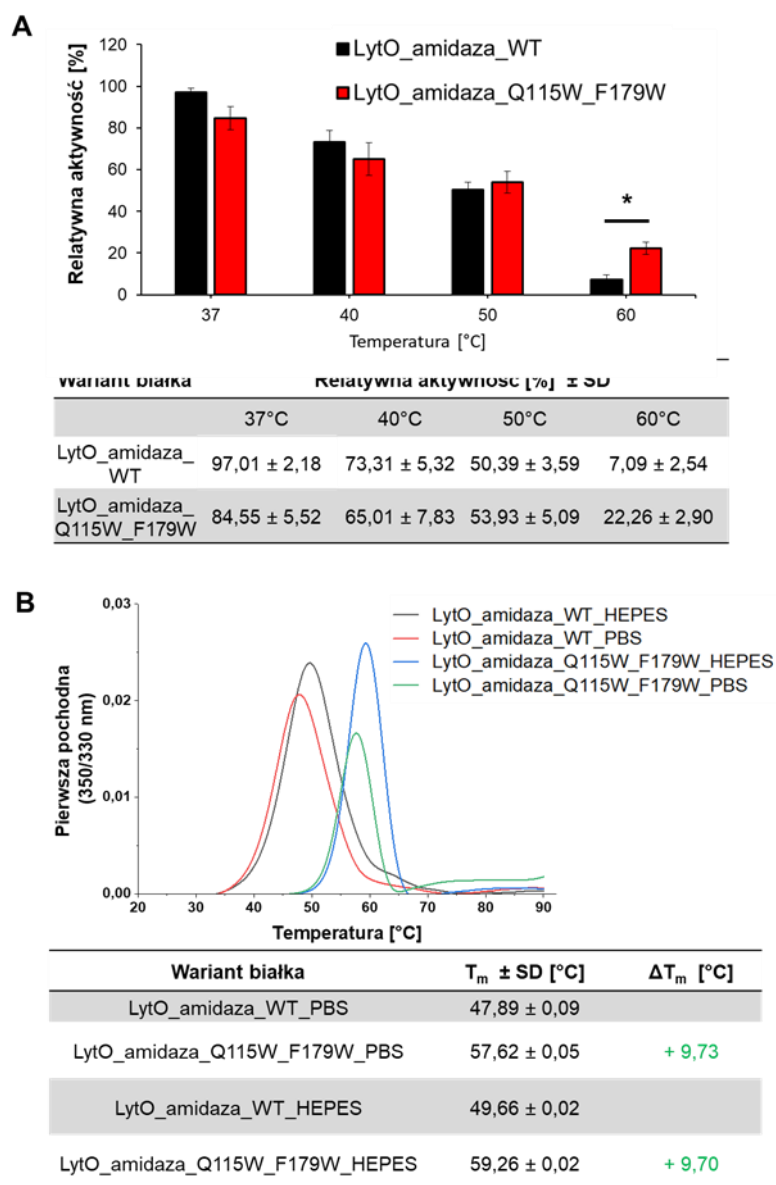 A
Relatywna aktywność [%]
120
100
80
60
40
20
0
LytO_amidaza_WT
LytO_amidaza_Q115W_F179W
*
37 40 50 60
Temperatura [°C]
Wariant białka Relatywna aktywność [%] ± SD
37°C 40°C 50°C 60°C
LytO_amidaza_
WT
97,01 ± 2,18 73,31 ± 5,32 50,39 ± 3,59 7,09 ± 2,54
LytO_amidaza_
Q115W_F179W
84,55 ± 5,52 65,01 ± 7,83 53,93 ± 5,09 22,26 ± 2,90
B
Pierwsza pochodna
(350/330 nm)
0,03
0,02
0,01
0,00
LytO_amidaza_WT_HEPES
LytO_amidaza_WT_PBS
LytO_amidaza_Q115W_F179W_HEPES
LytO_amidaza_Q115W_F179W_PBS
20 30 40 50 60 70 80 90
Temperatura [°C]
Wariant białka Tm ± SD [°C] ΔTm [°C]
LytO_amidaza_WT_PBS 47,89 ± 0,09
LytO_amidaza_Q115W_F179W_PBS 57,62 ± 0,05 + 9,73
LytO_amidaza_WT_HEPES 49,66 ± 0,02
LytO_amidaza_Q115W_F179W_HEPES 59,26 ± 0,02 + 9,70